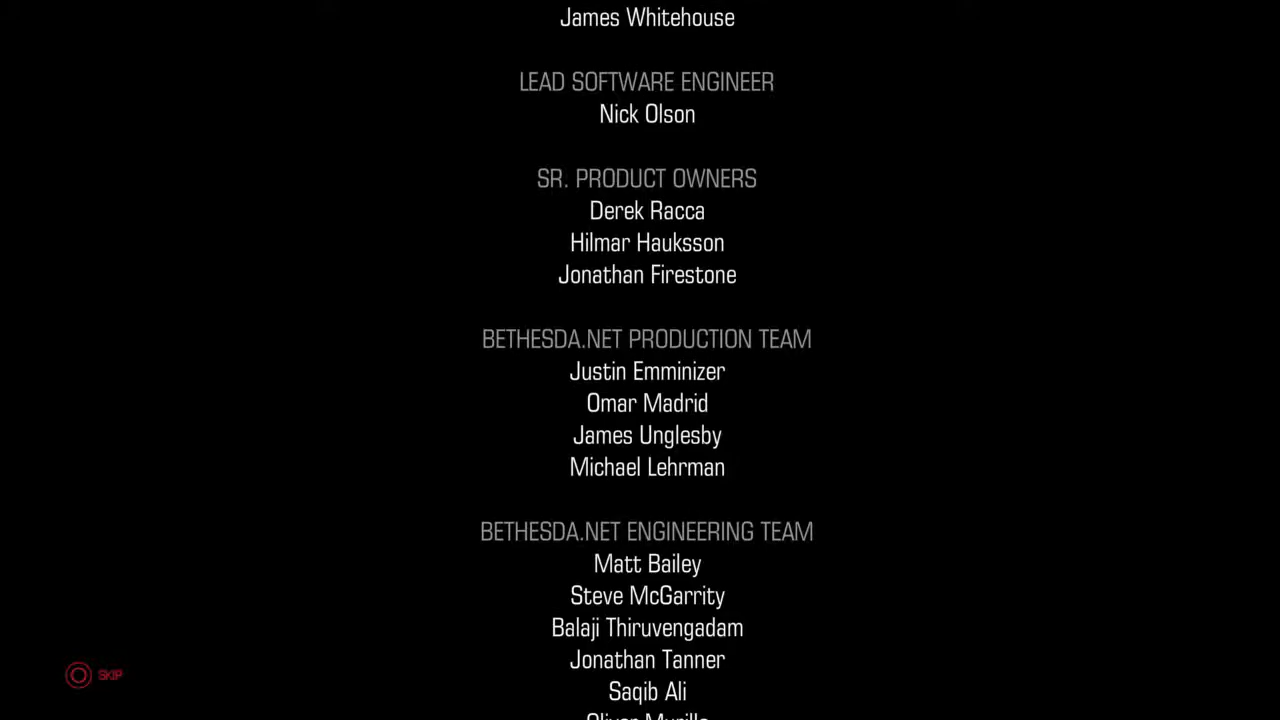 James Whitehouse
LEAD SOFTWARE ENGINEER
Nick Olson
SR. PRODUCT OWNERS
Derek Racca
Hilmar Hauksson
Jonathan Firestone
BETHESDA.NET PRODUCTION TEAM
Justin Emminizer
Omar Madrid
James Unglesby
Michael Lehrman
BETHESDA.NET ENGINEERING TEAM
Matt Bailey
Steve McGarrity
Balaji Thiruvengadam
Jonathan Tanner
SKIP
Saqib Ali